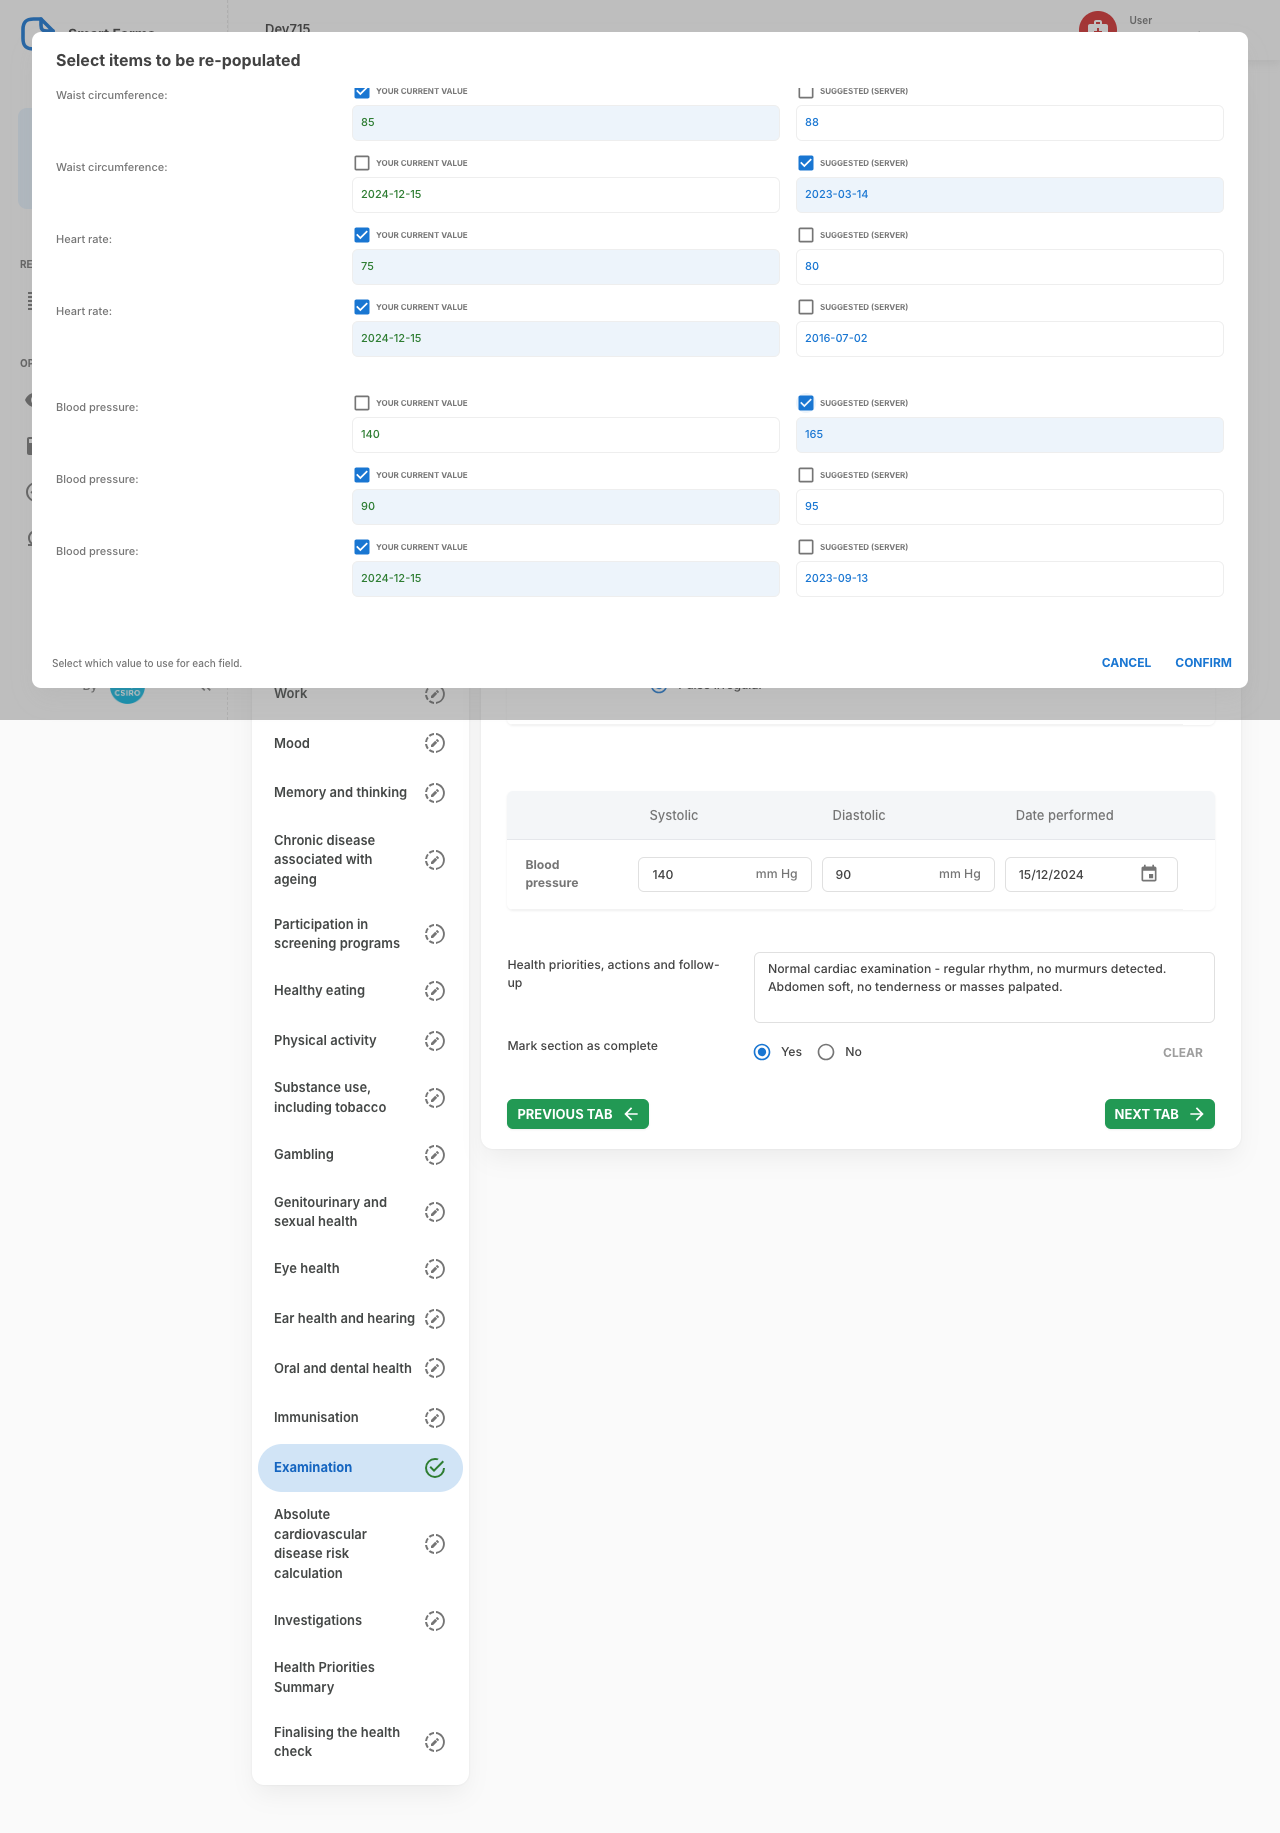 Dev715
User
Select items to be re-populated
Waist circumference:
YOUR CURRENT VALUE
SUGGESTED (SERVER)
85
88
Waist circumference:
YOUR CURRENT VALUE
SUGGESTED (SERVER)
2024-12-15
2023-03-14
Heart rate:
YOUR CURRENT VALUE
SUGGESTED (SERVER)
75
80
Heart rate:
YOUR CURRENT VALUE
SUGGESTED (SERVER)
2024-12-15
2016-07-02
Blood pressure:
YOUR CURRENT VALUE
SUGGESTED (SERVER)
140
165
Blood pressure:
YOUR CURRENT VALUE
SUGGESTED (SERVER)
90
95
Blood pressure:
YOUR CURRENT VALUE
SUGGESTED (SERVER)
2024-12-15
2023-09-13
Select which value to use for each field.
CANCEL
CONFIRM
By
CSIRO
Work
Mood
Memory and thinking
Chronic disease
associated with
ageing
Participation in
screening programs
Healthy eating
Physical activity
Substance use,
including tobacco
Gambling
Genitourinary and
sexual health
Eye health
Ear health and hearing
Oral and dental health
Immunisation
Examination
Absolute
cardiovascular
disease risk
calculation
Investigations
Health Priorities
Summary
Finalising the health
check
Systolic
Diastolic
Date performed
Blood
pressure
140
mm Hg
90
mm Hg
15/12/2024
Health priorities, actions and follow-
up
Normal cardiac examination - regular rhythm, no murmurs detected.
Abdomen soft, no tenderness or masses palpated.
Mark section as complete
Yes
No
CLEAR
PREVIOUS TAB
NEXT TAB